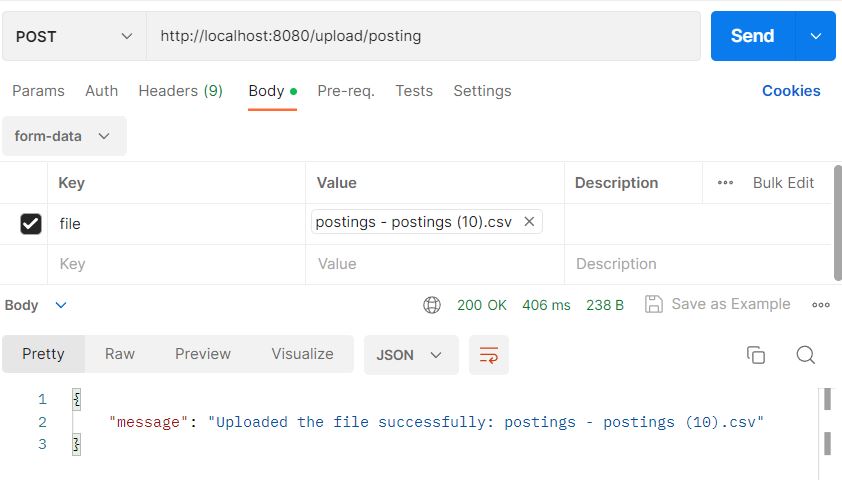 POST http://localhost:8080/upload/posting Send
Params Auth Headers (9) Body Pre-req. Tests Settings Cookies
form-data
Key Value Description Bulk Edit
file postings - postings (10).csv
Key Value Description
Body 200 OK 406 ms 238 B Save as Example
Pretty Raw Preview Visualize JSON
1 {
2 "message": "Uploaded the file successfully: postings - postings (10).csv"
3 }